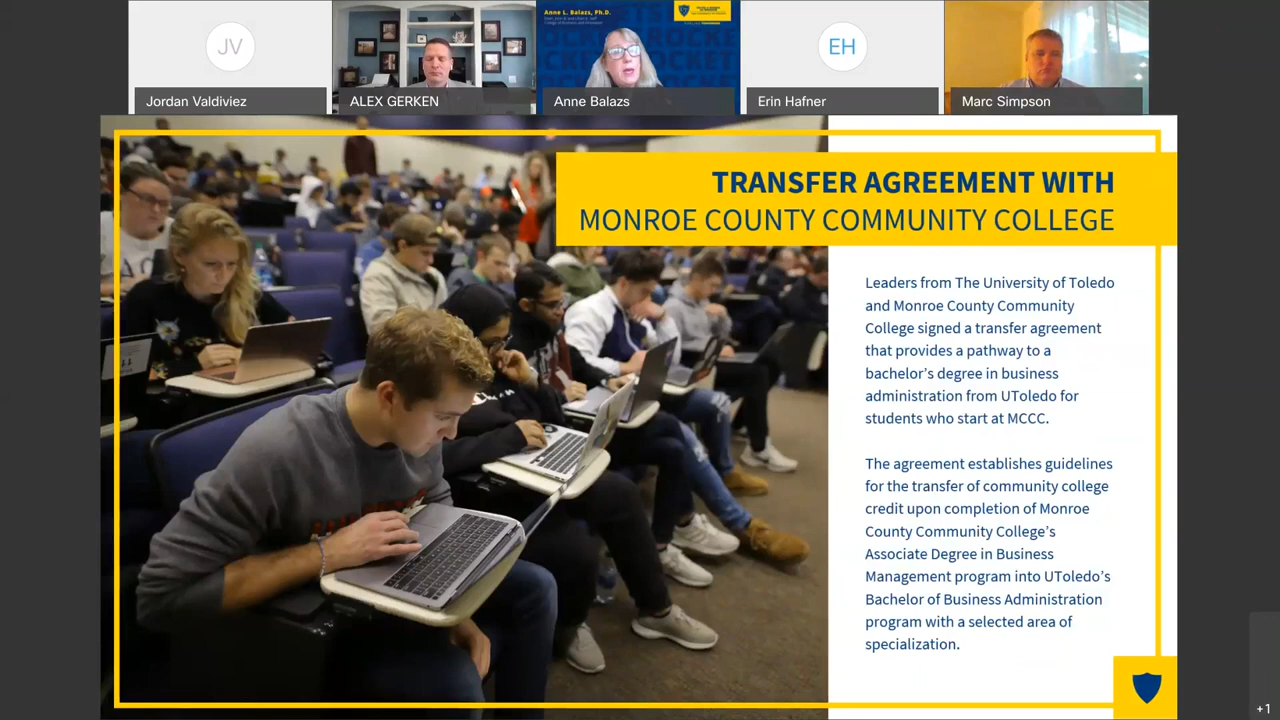 Anne L. Balazs, Ph.D.
JV
EH
Jordan Valdiviez
ALEX GERKEN
Anne Balazs
Erin Hafner
Marc Simpson
TRANSFER AGREEMENT WITH
MONROE COUNTY COMMUNITY COLLEGE
Leaders from The University of Toledo
and Monroe County Community
College signed a transfer agreement
that provides a pathway to a
bachelor's degree in business
administration from UToledo for
students who start at MCCC.
The agreement establishes guidelines
for the transfer of community college
credit upon completion of Monroe
County Community College's
Associate Degree in Business
Management program into UToledo's
Bachelor of Business Administration
program with a selected area of
specialization.
+1